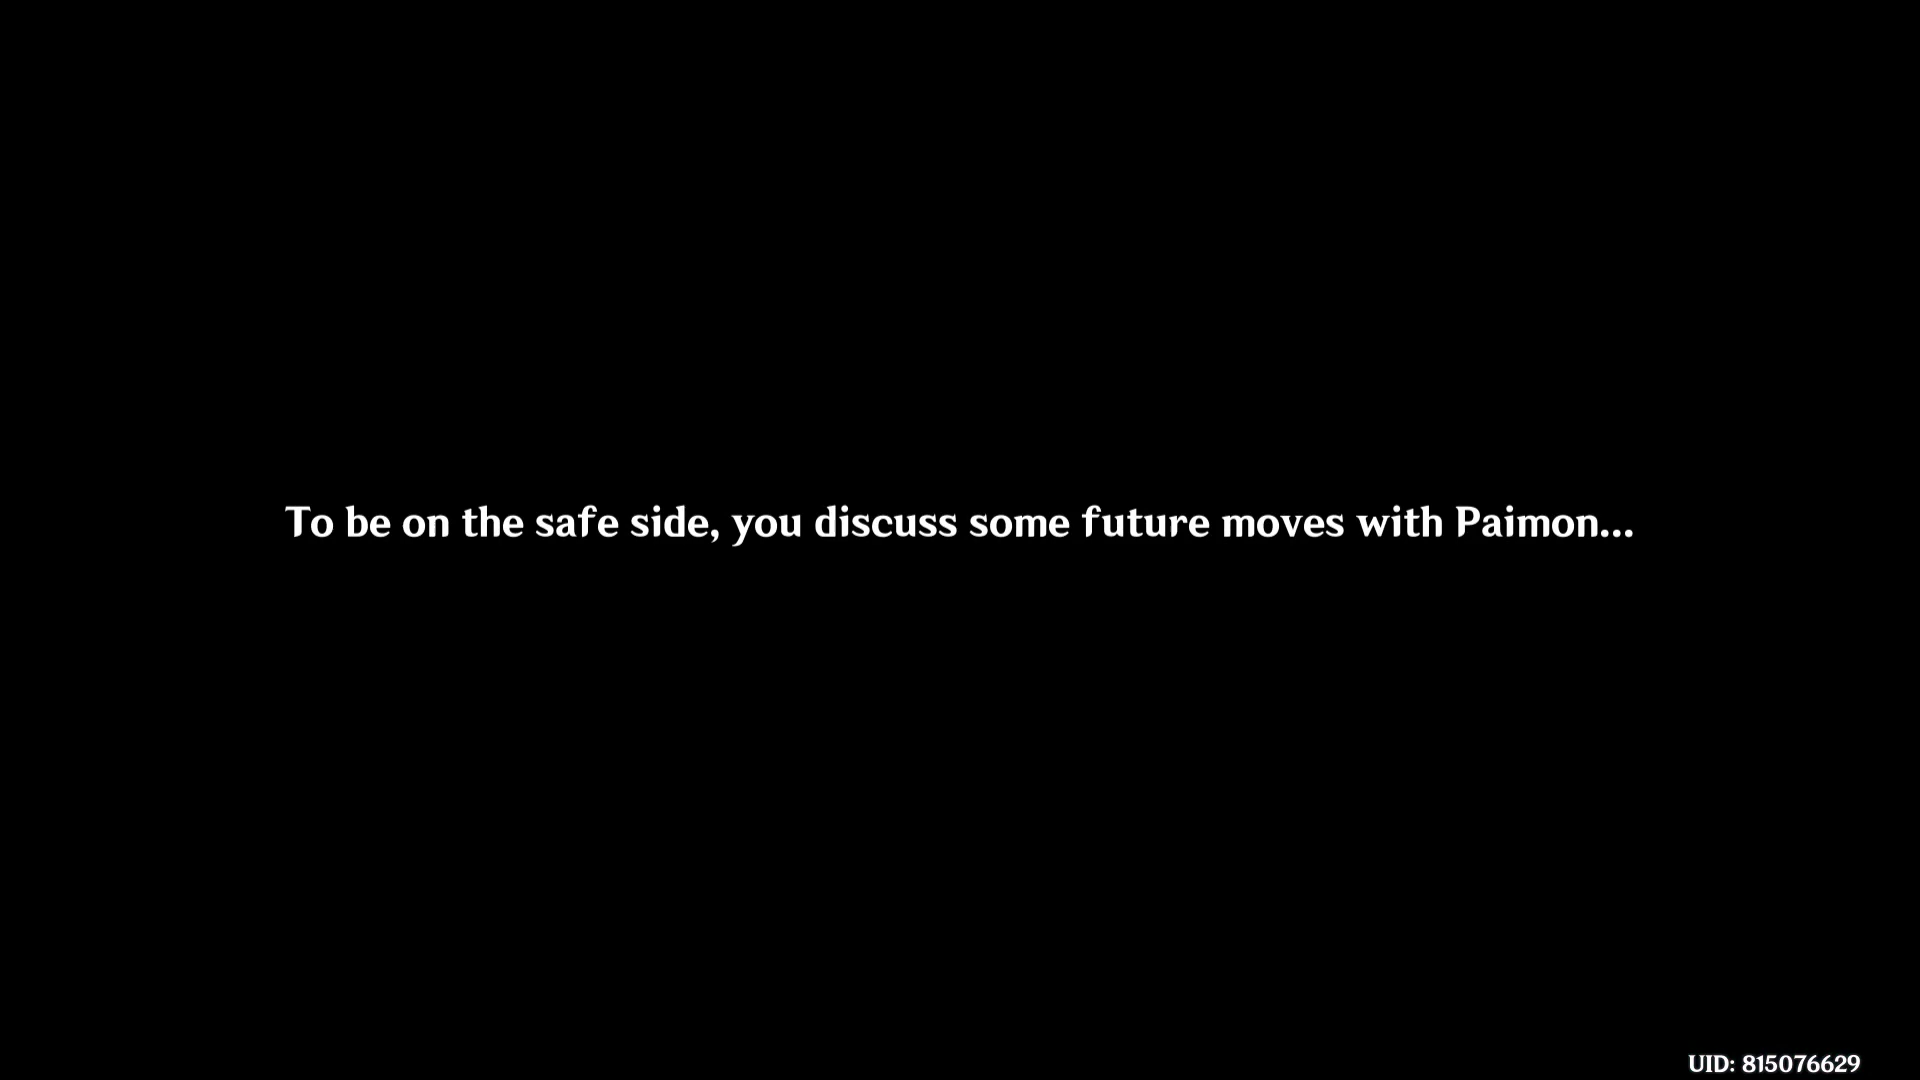 To be on the safe side, you discuss some future moves with Paimon...
UID: 815076629